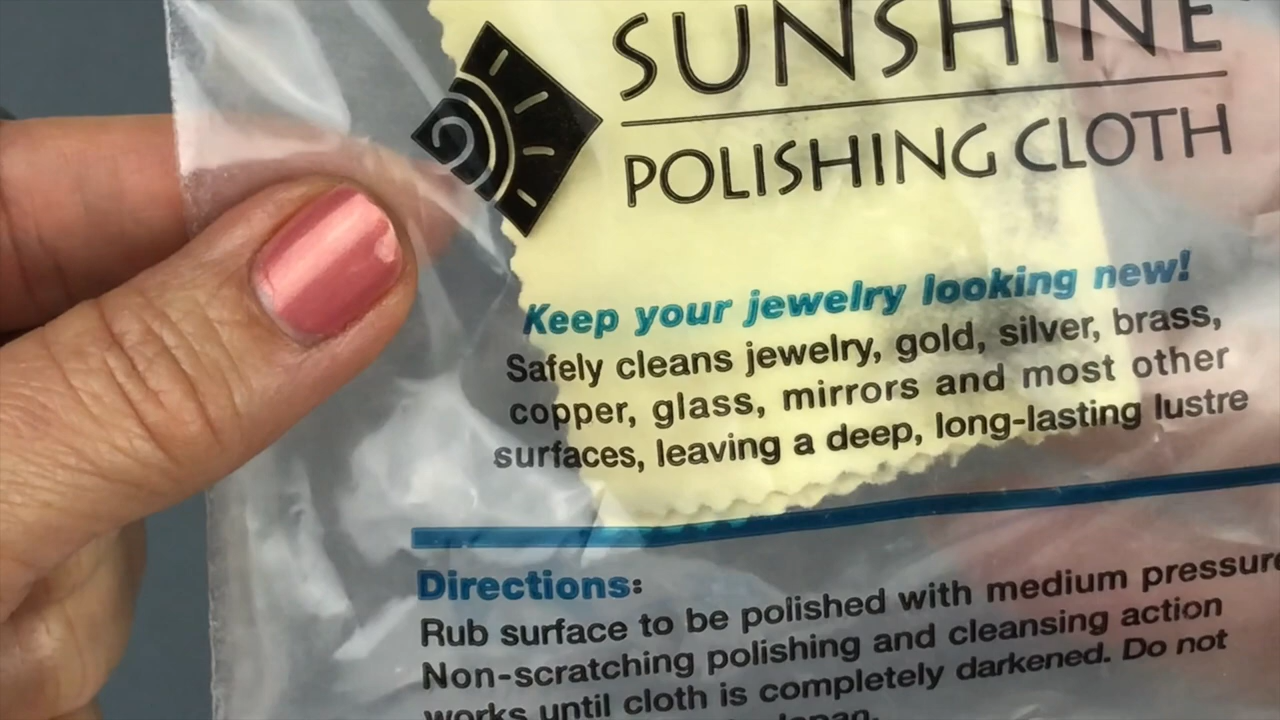 SUNSHINE
POLISHING CLOTH
Keep your jewelry looking new!
Safely cleans jewelry, gold, silver, brass,
copper, glass, mirrors and most other
surfaces, leaving a deep, long-lasting lustre
Directions:
Rub surface to be polished with medium pressure
Non-scratching polishing and cleansing action
works until cloth is completely darkened. Do not
Japan.